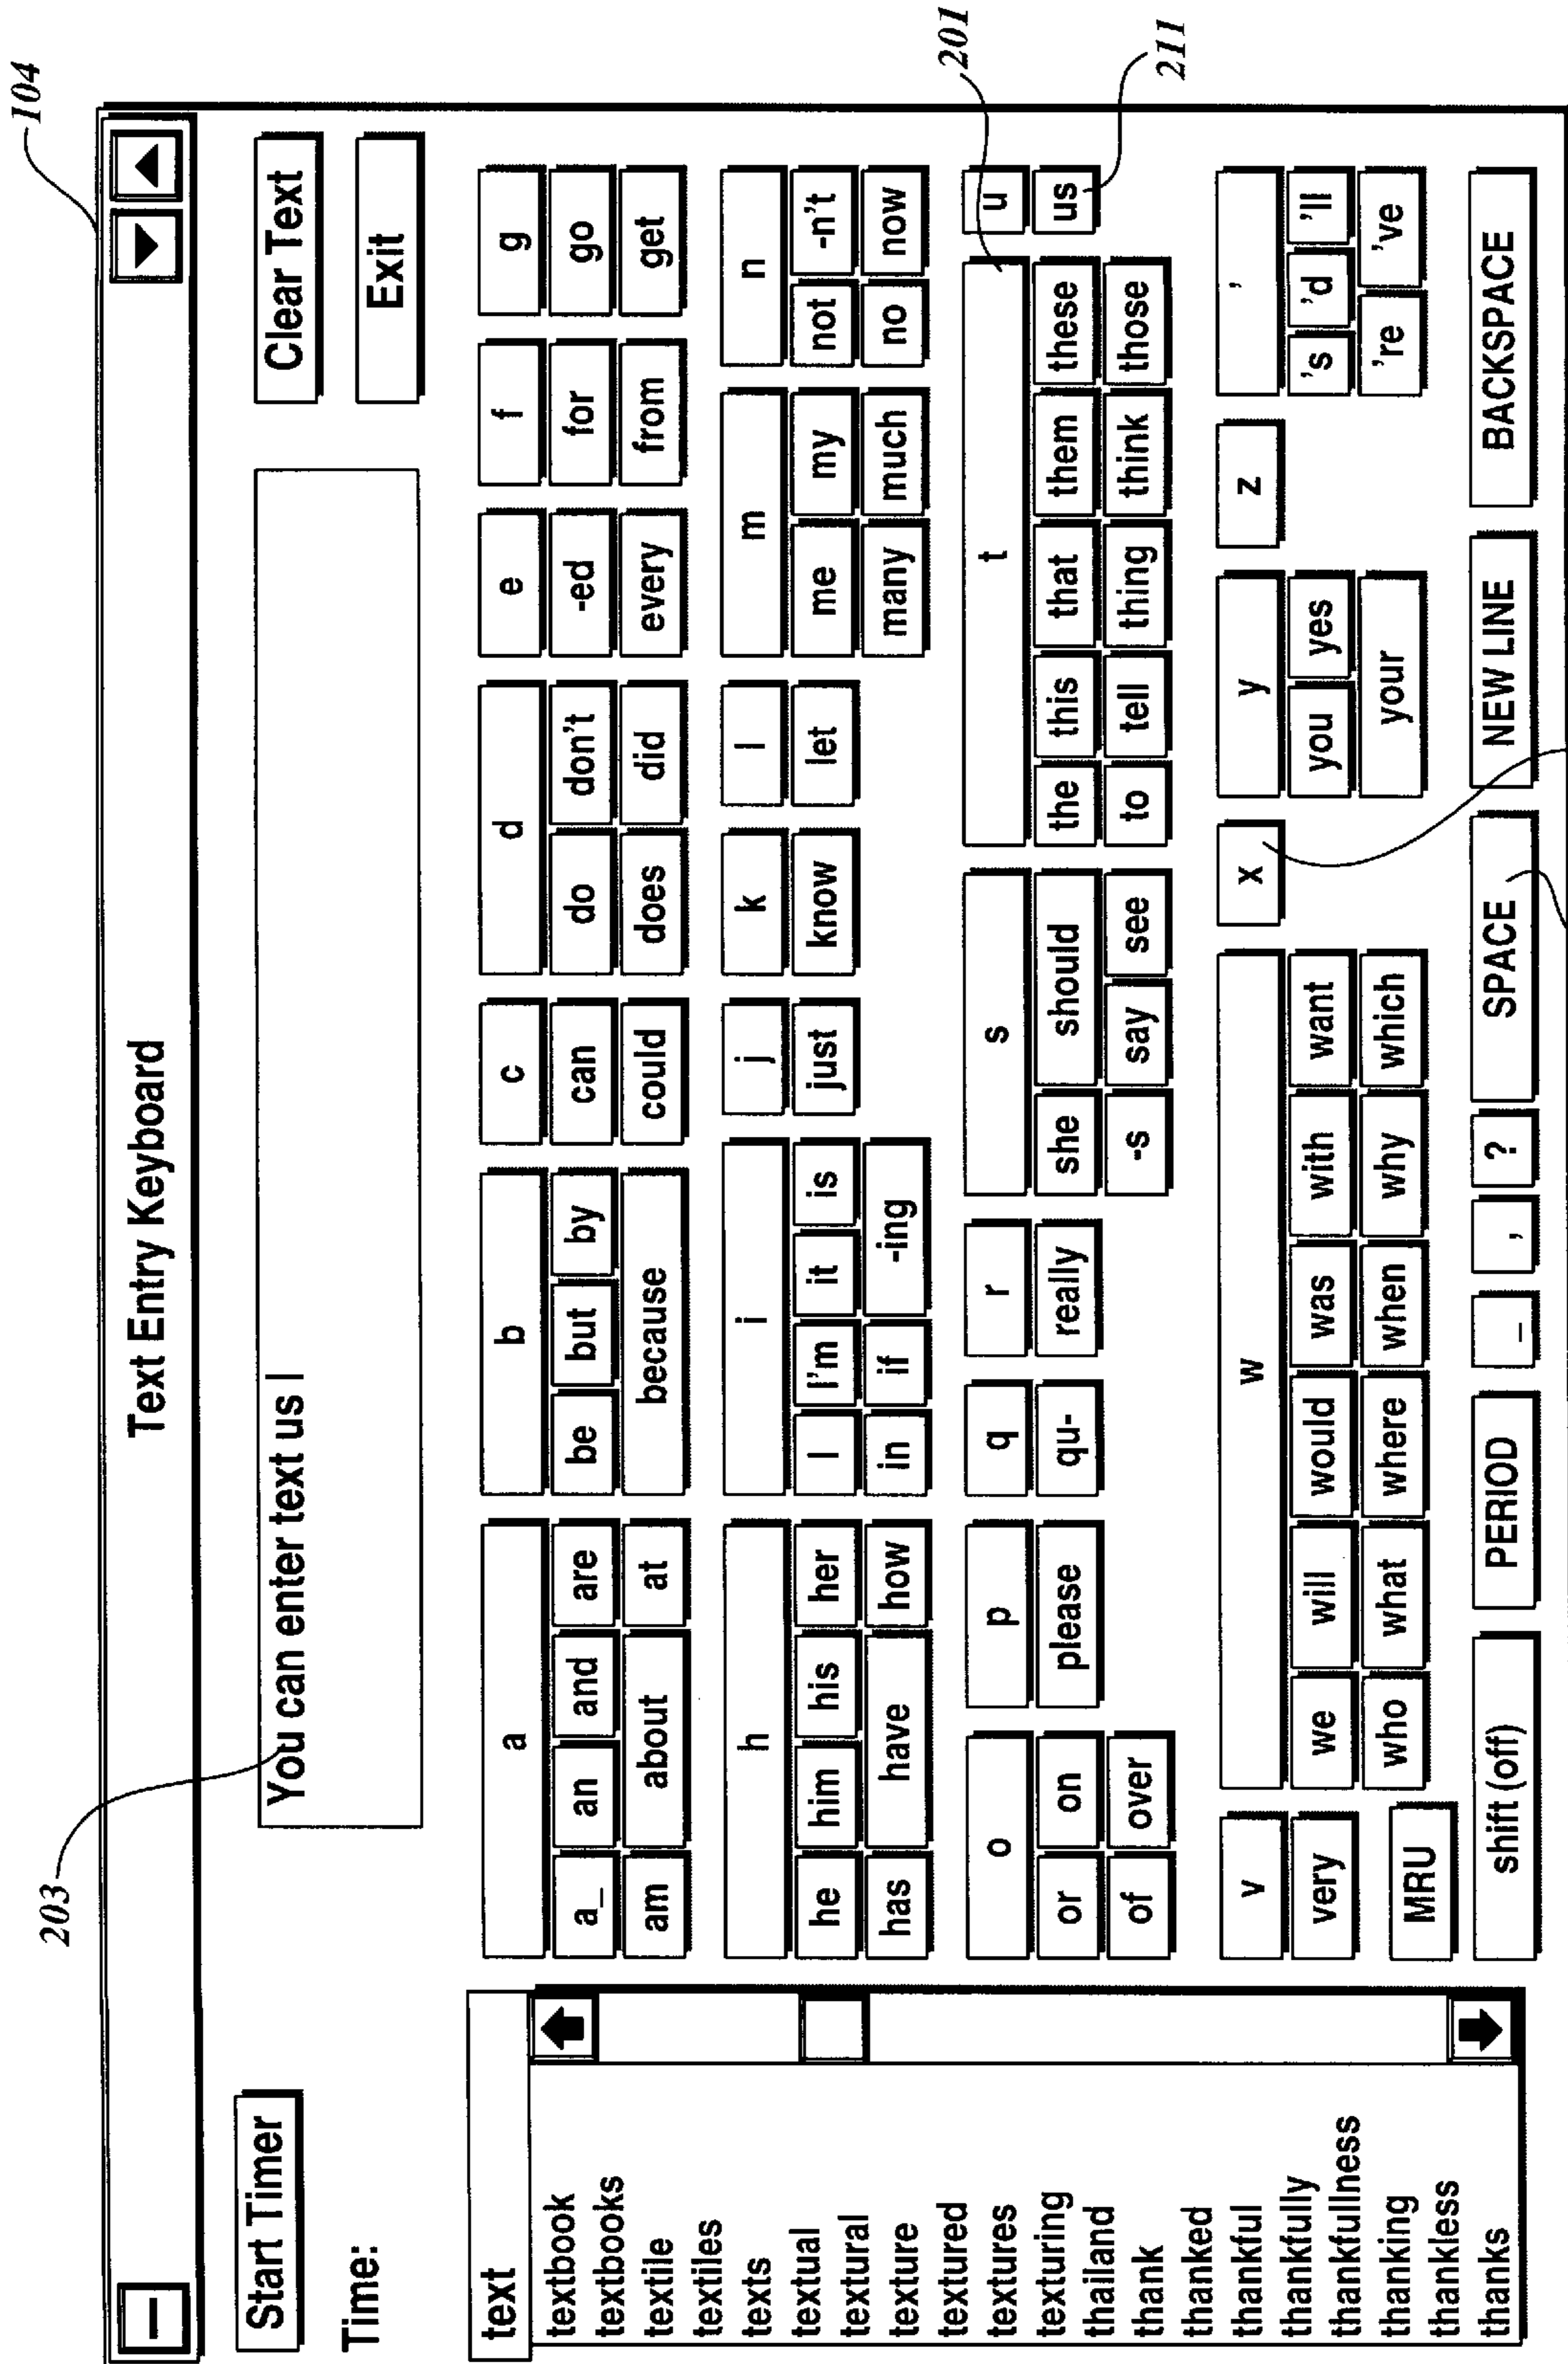 104
Text Entry Keyboard
203
Start Timer
You can enter text us
Clear Text
Time:
Exit
text
textbook
textbooks
textile
textiles
texts
textual
textural
texture
textured
textures
texturing
thailand
thank
thanked
thankful
thankfully
thankfullness
thanking
thankless
thanks
a b c d e f g
a_ an and are be but by can do don't -ed for go
am about at because could does did every from get
h i j k l m n
he him his her I I'm it is just know let me my not -n't
has have how in if -ing many much no now
o p q r s t u
or on please qu- really she should the this that them these us
of over -s say see to tell thing think those
201
211
v w x y z '
very we will would was with want you yes 's 'd 'll
MRU who what where when why which your 're 've
shift (off) PERIOD _ , ? SPACE NEW LINE BACKSPACE